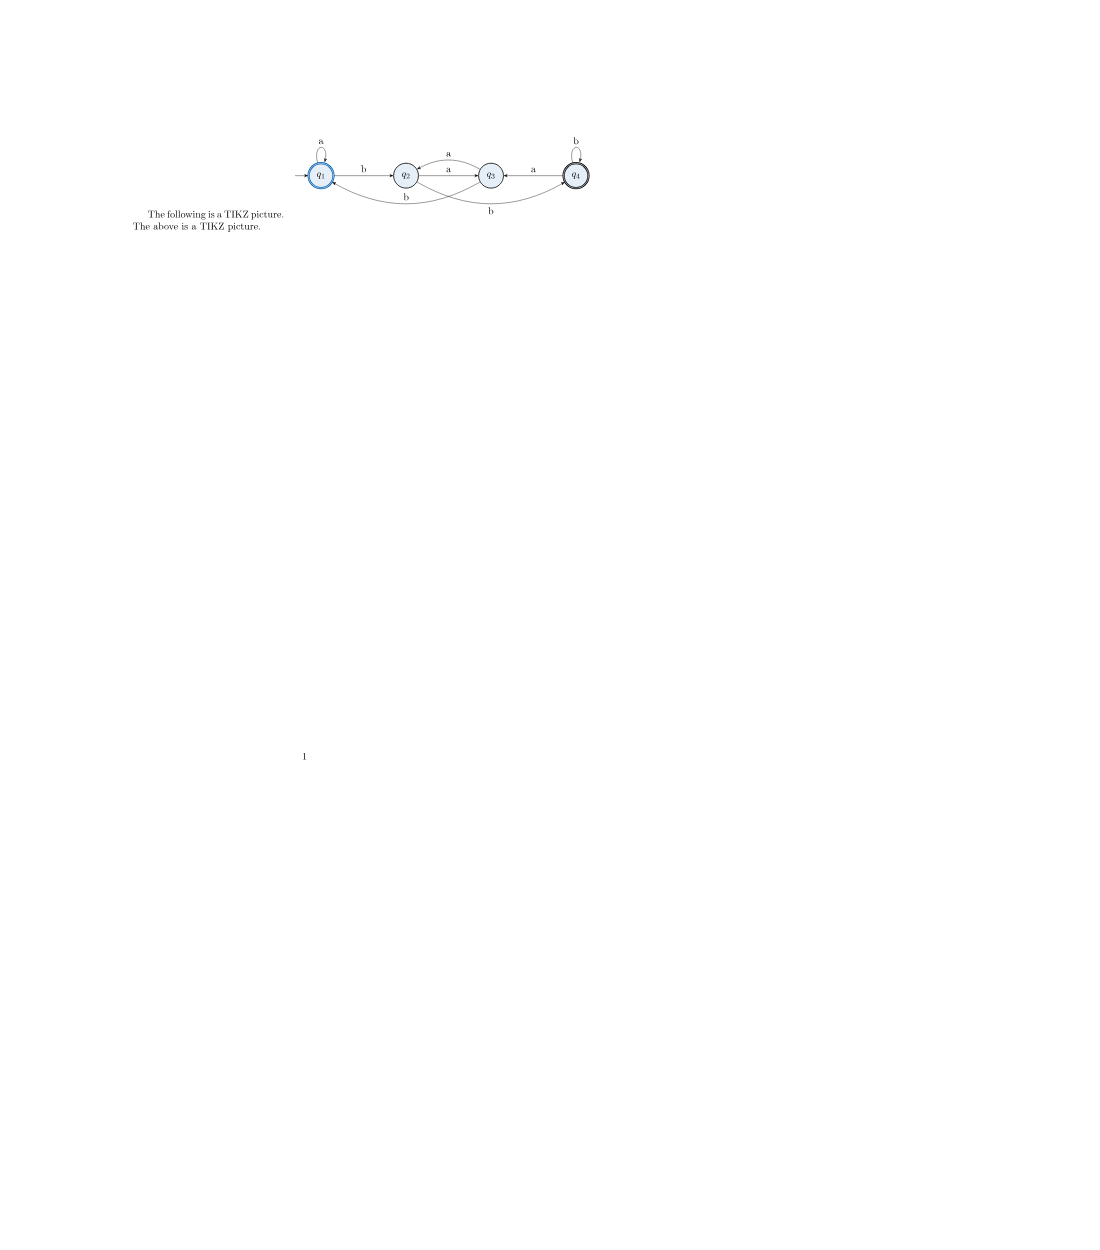 a b
a
b a a
q1 q2 q3 q4
b
b
The following is a TIKZ picture.
The above is a TIKZ picture.
1